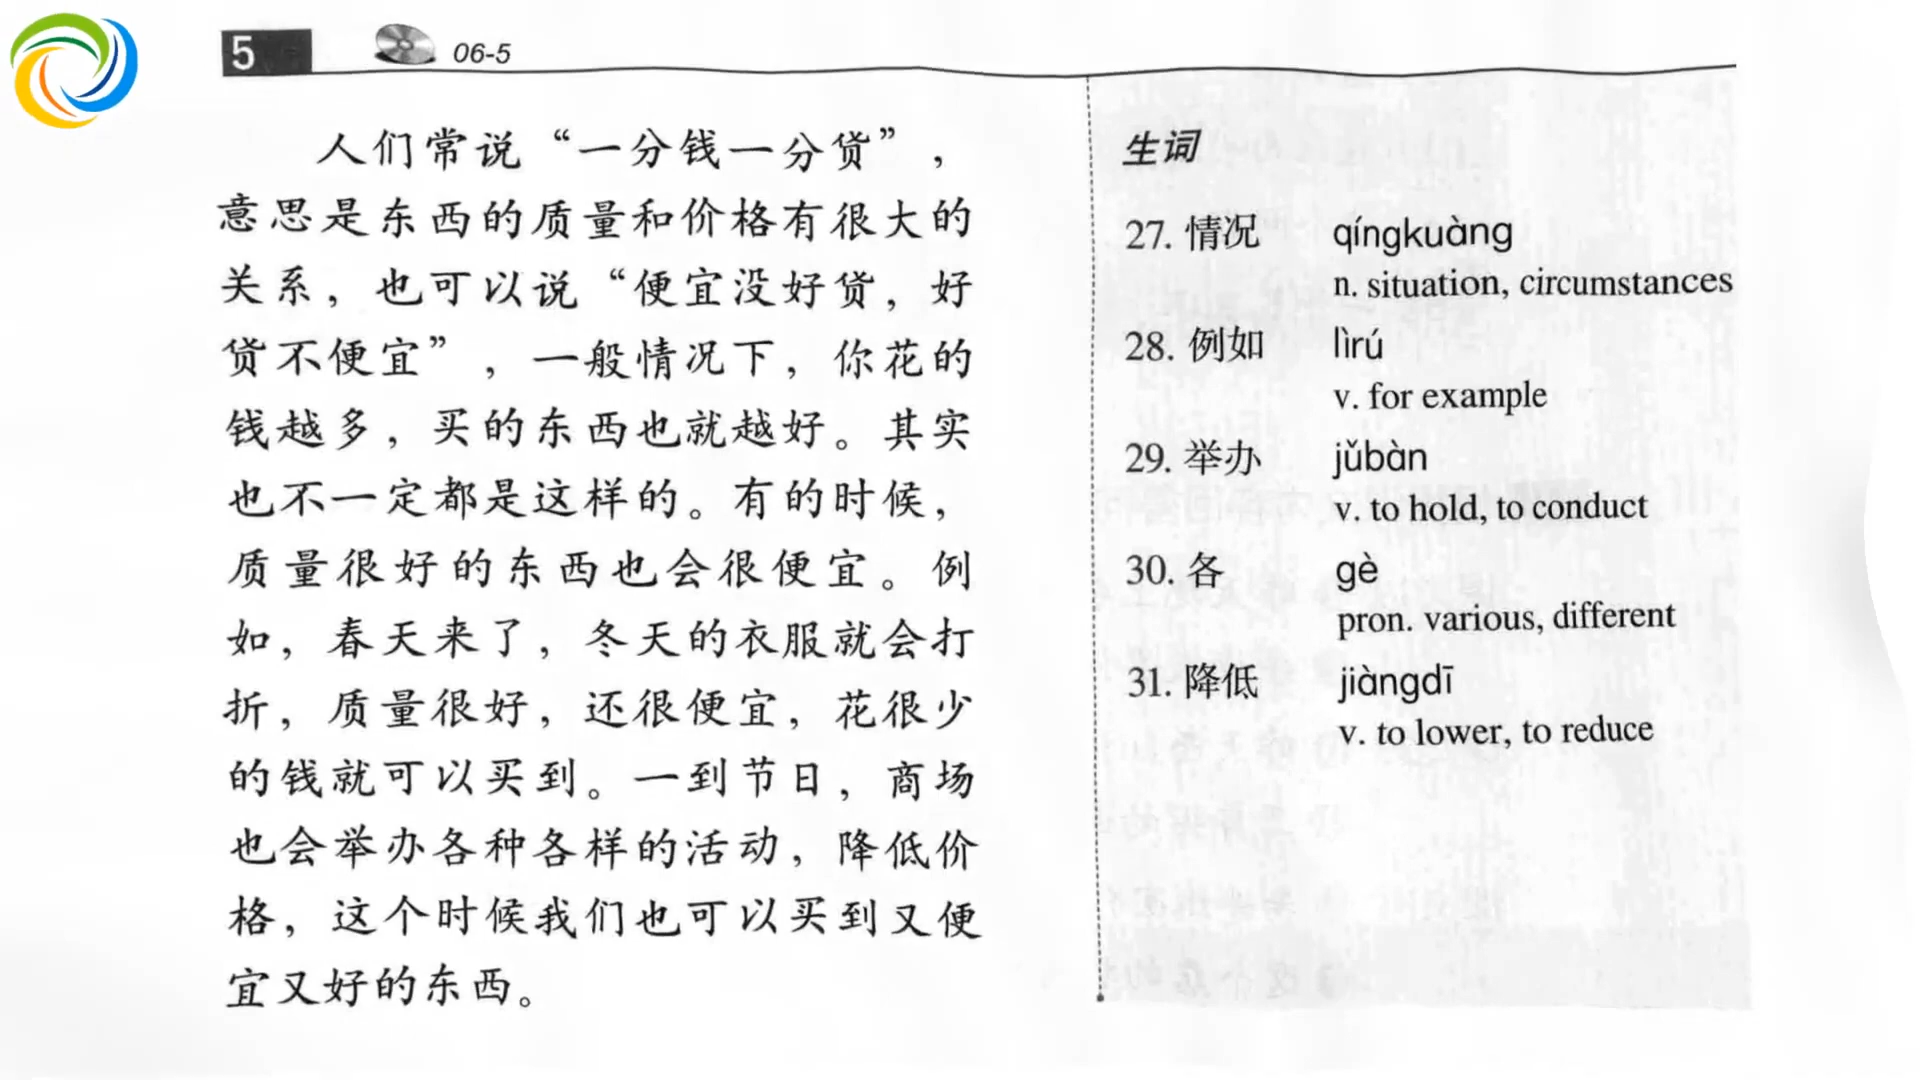 5
06-5
人们常说“一分钱一分货”，
意思是东西的质量和价格有很大的
关系，也可以说“便宜没好货，好
货不便宜”，一般情况下，你花的
钱越多，买的东西也就越好。其实
也不一定都是这样的。有的时候，
质量很好的东西也会很便宜。例
如，春天来了，冬天的衣服就会打
折，质量很好，还很便宜，花很少
的钱就可以买到。一到节日，商场
也会举办各种各样的活动，降低价
格，这个时候我们也可以买到又便
宜又好的东西。
生词
27. 情况 qíngkuàng
n. situation, circumstances
28. 例如 lìrú
v. for example
29. 举办 jǔbàn
v. to hold, to conduct
30. 各 gè
pron. various, different
31. 降低 jiàngdī
v. to lower, to reduce